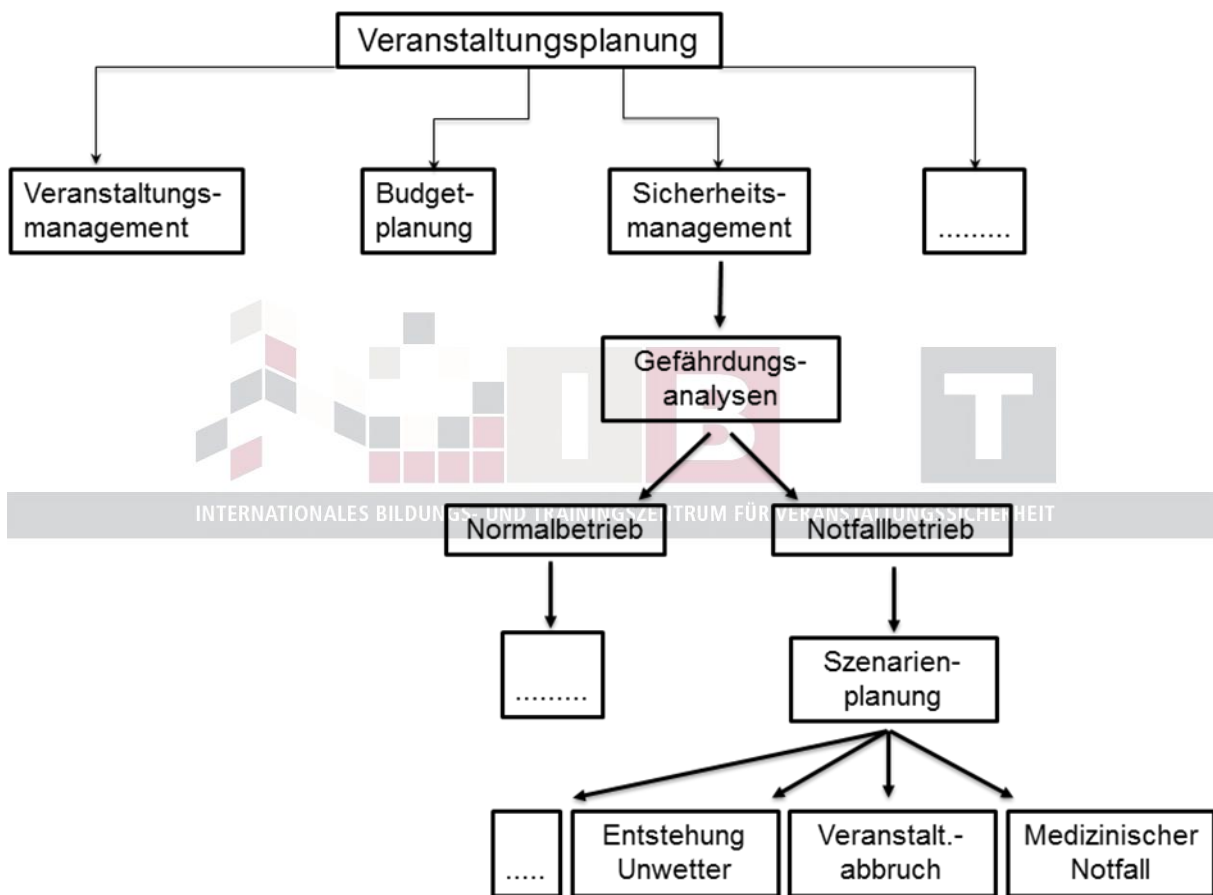 Veranstaltungsplanung
Veranstaltungs-
management
Budget-
planung
Sicherheits-
management
.........
Gefährdungs-
analysen
I B T
INTERNATIONALES BILDUNGS- UND TRAININGSZENTRUM FÜR VERANSTALTUNGSSICHERHEIT
Normalbetrieb
Notfallbetrieb
.........
Szenarien-
planung
.....
Entstehung
Unwetter
Veranstalt.-
abbruch
Medizinischer
Notfall